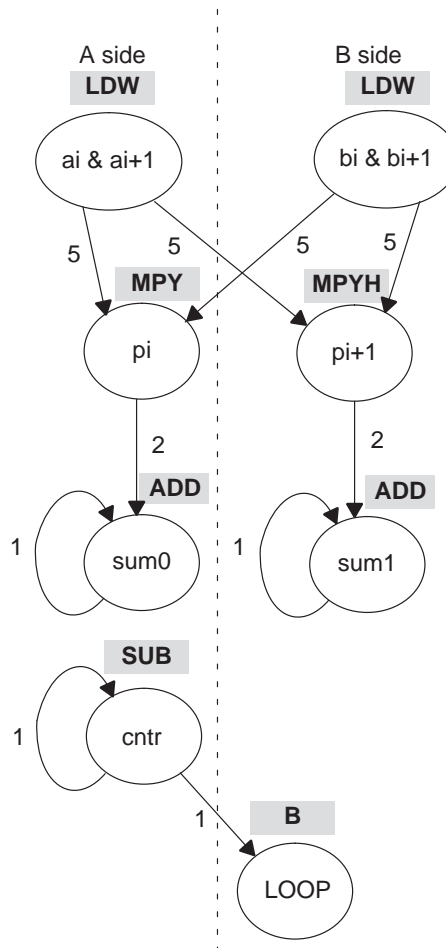 A side B side
LDW LDW
ai & ai+1 bi & bi+1
5 5 5 5
MPY MPYH
pi pi+1
2 2
ADD ADD
1 sum0 1 sum1
SUB
1 cntr
1 B
LOOP